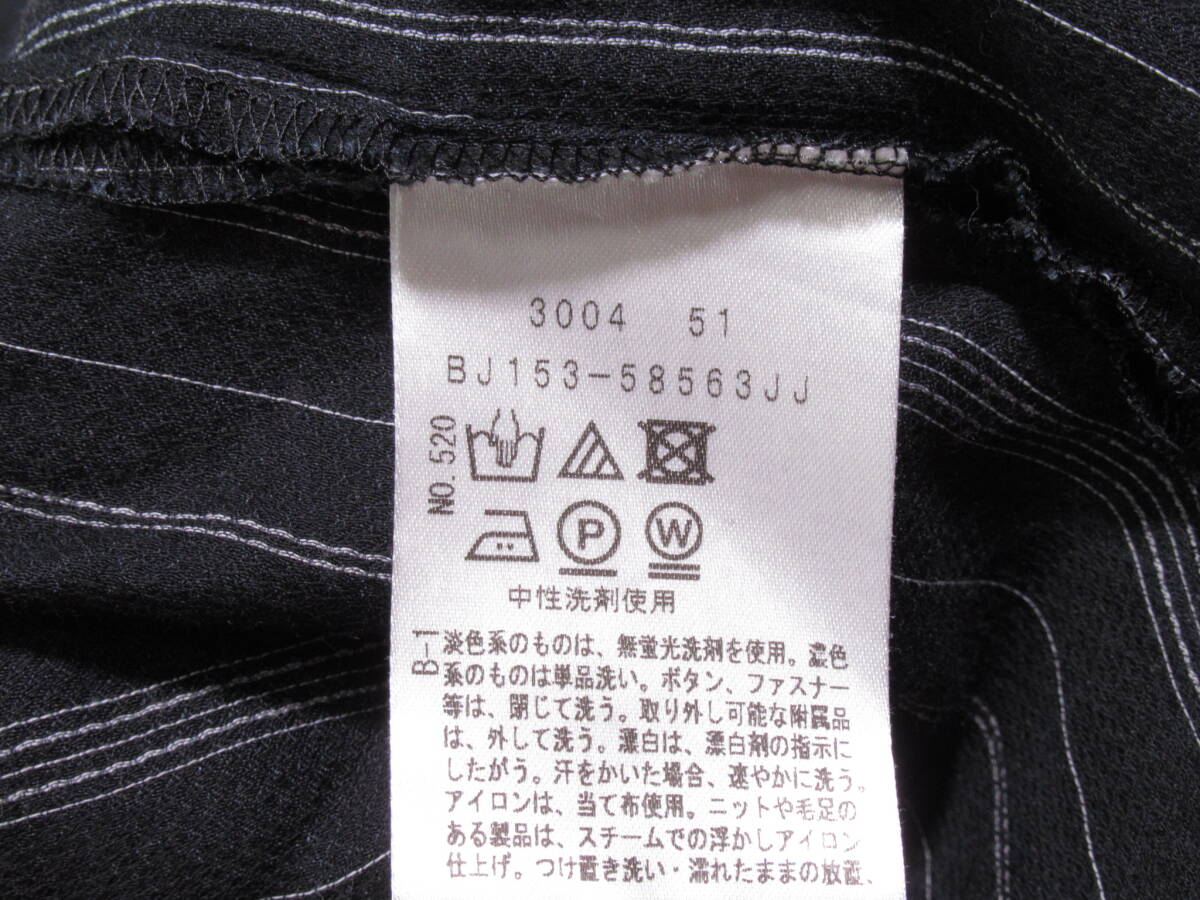 3004 51
BJ153-58563JJ
NO.520
P W
中性洗剤使用
B-1
淡色系のものは、無蛍光洗剤を使用。濃色
系のものは単品洗い。ボタン、ファスナー
等は、閉じて洗う。取り外し可能な附属品
は、外して洗う。漂白は、漂白剤の指示に
したがう。汗をかいた場合、速やかに洗う。
アイロンは、当て布使用。ニットや毛足の
ある製品は、スチームでの浮かしアイロン
仕上げ。つけ置き洗い・濡れたままの放置、